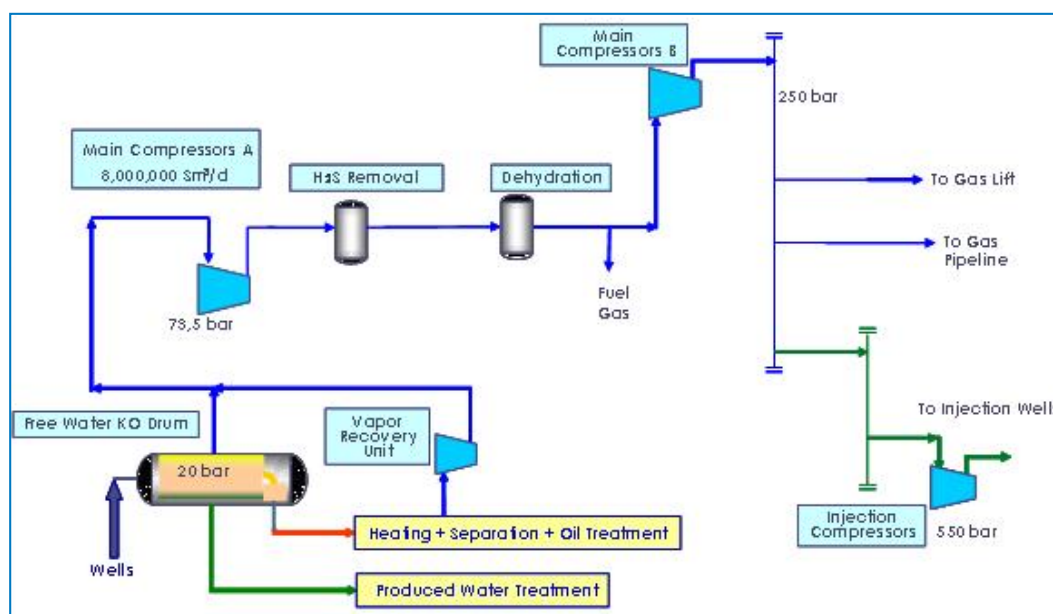 Main
Compressors B
250 bar
Main Compressors A
8,000,000 Sm³/d
H2S Removal
Dehydration
To Gas Lift
To Gas
Pipeline
Fuel
Gas
73,5 bar
Free Water KO Drum
Vapor
Recovery
Unit
To Injection Well
20 bar
Heating + Separation + Oil Treatment
Injection
Compressors
550 bar
Wells
Produced Water Treatment